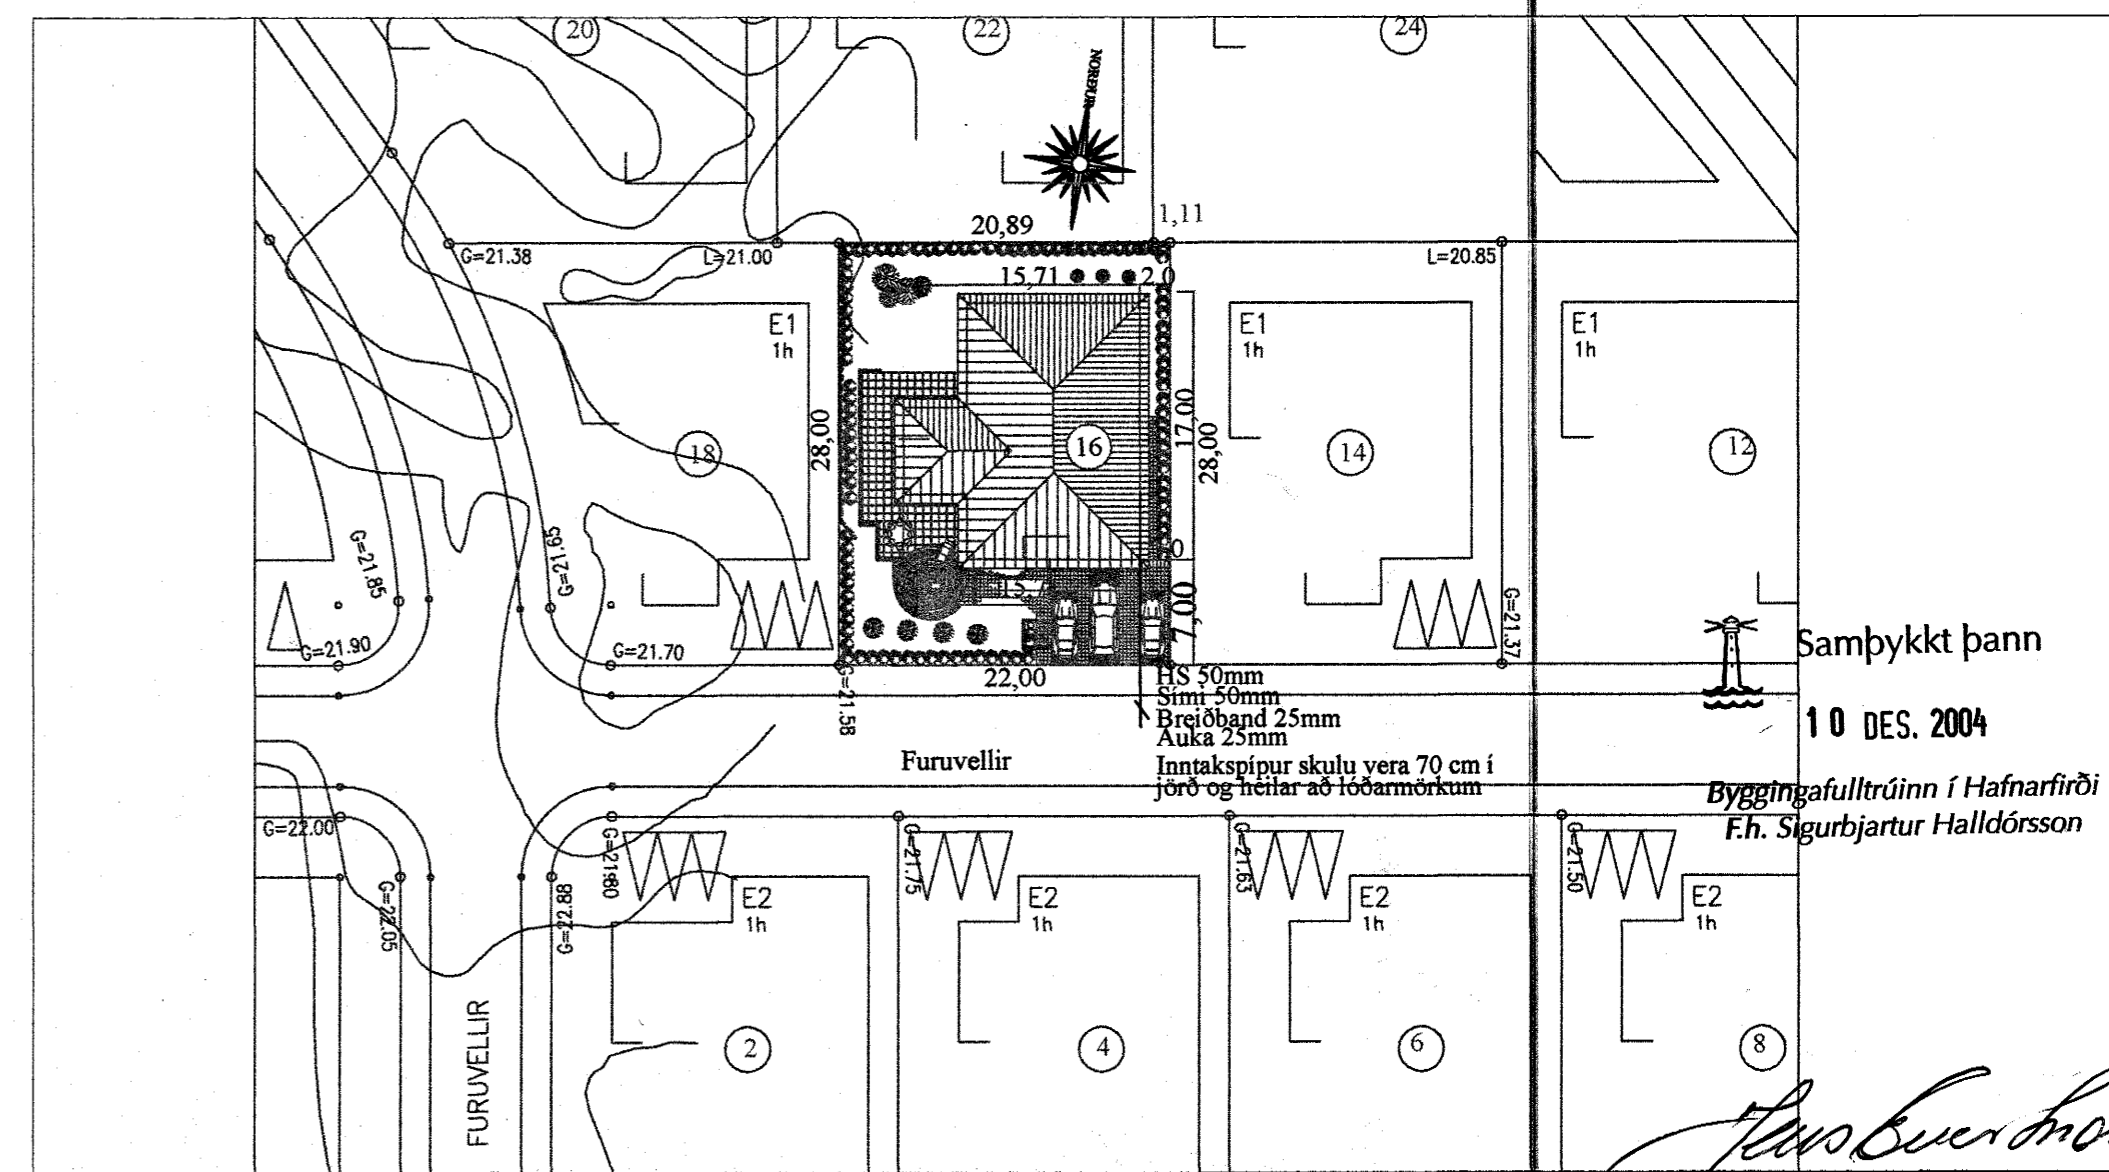 20
22
24
NORÐUR
20,89
1,11
G=21.38
L=21.00
15,71
2,0
L=20.85
E1
1h
E1
1h
E1
1h
28,00
17,00
28,00
18
16
14
12
G=21.85
G=21.65
7,00
G=21.37
G=21.90
G=21.70
22,00
G=21.58
HS 50mm
Sími 50mm
Breiðband 25mm
Auka 25mm
Inntakspípur skulu vera 70 cm í
jörð og heilar að lóðarmörkum
Furuvellir
Samþykkt þann
10 DES. 2004
Byggingafulltrúinn í Hafnarfirði
F.h. Sigurbjartur Halldórsson
G=22.00
G=21.80
G=21.75
G=21.63
G=21.50
G=22.05
G=22.88
E2
1h
E2
1h
E2
1h
E2
1h
FURUVELLIR
2
4
6
8